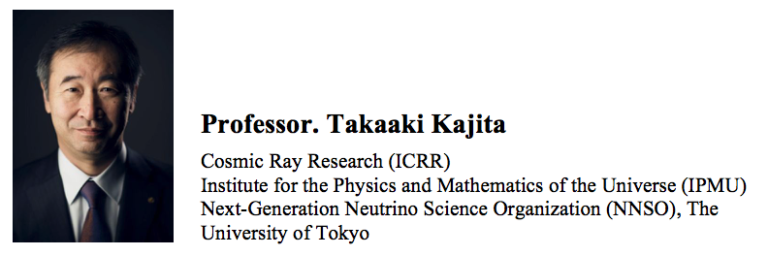 Professor. Takaaki Kajita
Cosmic Ray Research (ICRR)
Institute for the Physics and Mathematics of the Universe (IPMU)
Next-Generation Neutrino Science Organization (NNSO), The
University of Tokyo